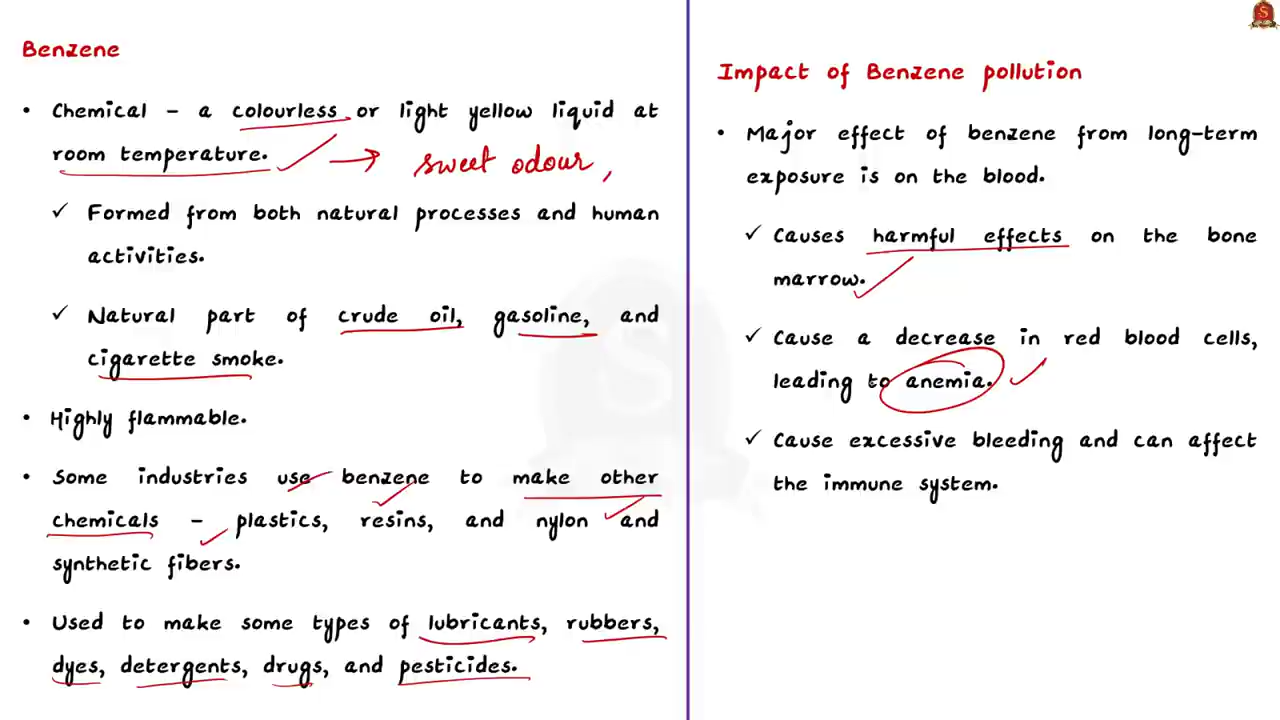 Benzene
• Chemical – a colourless or light yellow liquid at
room temperature. → sweet odour,
✓ Formed from both natural processes and human
activities.
✓ Natural part of crude oil, gasoline, and
cigarette smoke.
• Highly flammable.
• Some industries use benzene to make other
chemicals – plastics, resins, and nylon and
synthetic fibers.
• Used to make some types of lubricants, rubbers,
dyes, detergents, drugs, and pesticides.
Impact of Benzene pollution
• Major effect of benzene from long-term
exposure is on the blood.
✓ Causes harmful effects on the bone
marrow.
✓ Cause a decrease in red blood cells,
leading to anemia.
✓ Cause excessive bleeding and can affect
the immune system.
S